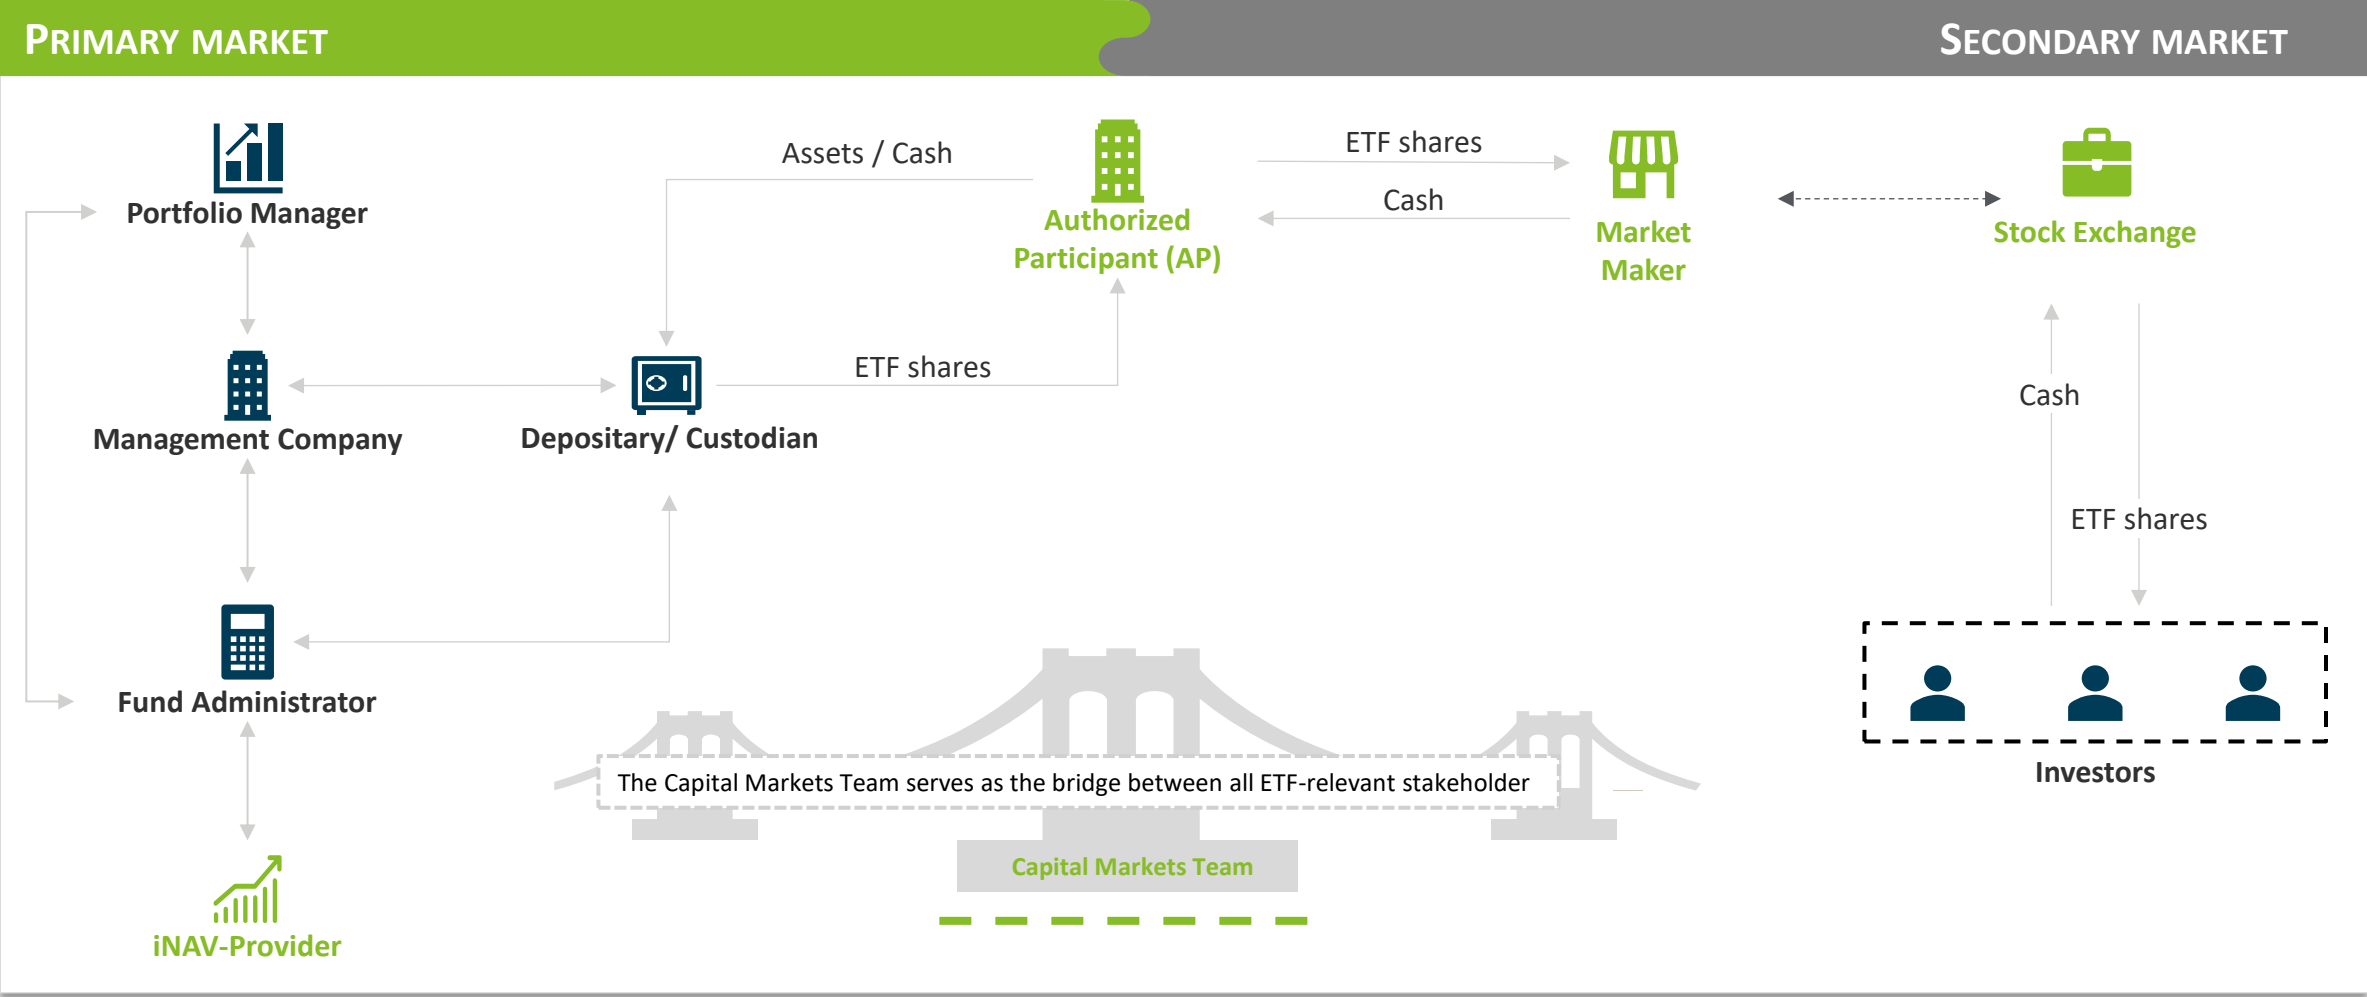 PRIMARY MARKET
SECONDARY MARKET
Portfolio Manager
Assets / Cash
Authorized
Participant (AP)
ETF shares
Cash
Market
Maker
Stock Exchange
Management Company
Depositary/ Custodian
ETF shares
Cash
ETF shares
Fund Administrator
Investors
The Capital Markets Team serves as the bridge between all ETF-relevant stakeholder
Capital Markets Team
iNAV-Provider